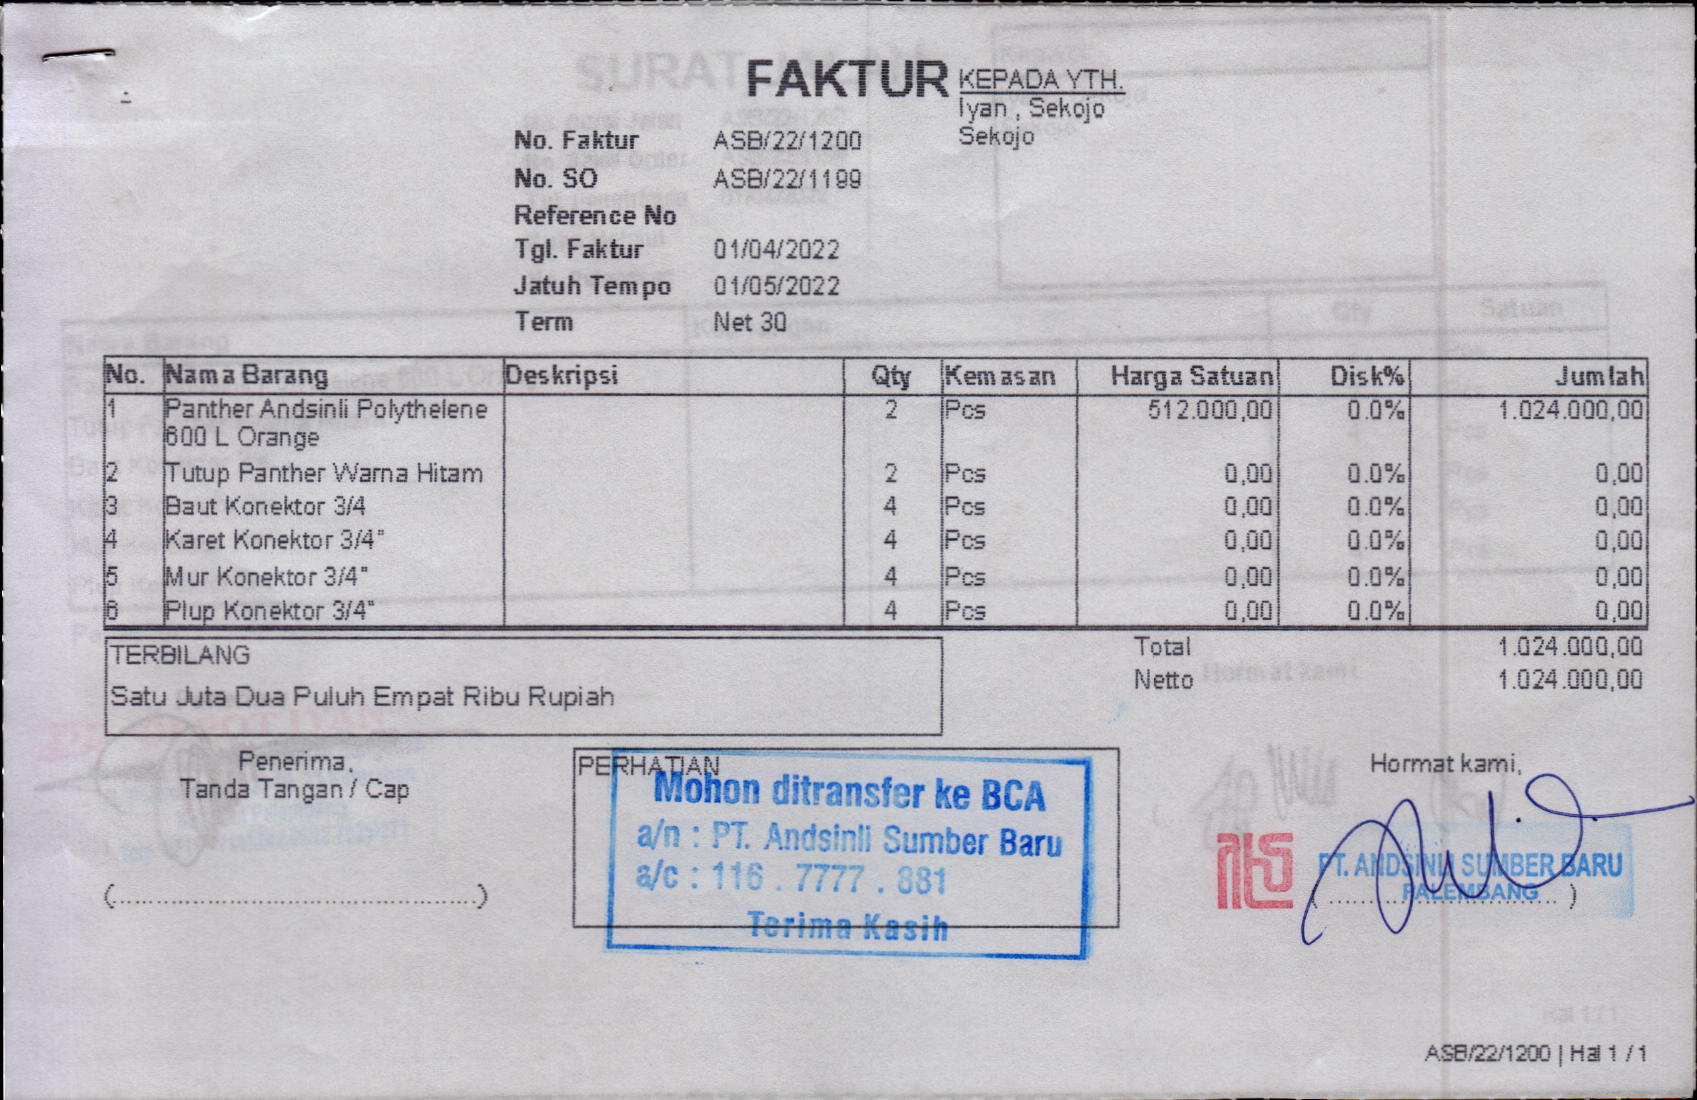 FAKTUR
KEPADA YTH.
Iyan , Sekojo
Sekojo
No. Faktur ASB/22/1200
No. SO ASB/22/1199
Reference No
Tgl. Faktur 01/04/2022
Jatuh Tempo 01/05/2022
Term Net 30
No. Nama Barang Deskripsi Qty Kemasan Harga Satuan Disk% Jumlah
1 Panther Andsinli Polythelene 2 Pcs 512.000,00 0.0% 1.024.000,00
600 L Orange
2 Tutup Panther Warna Hitam 2 Pcs 0,00 0.0% 0,00
3 Baut Konektor 3/4 4 Pcs 0,00 0.0% 0,00
4 Karet Konektor 3/4" 4 Pcs 0,00 0.0% 0,00
5 Mur Konektor 3/4" 4 Pcs 0,00 0.0% 0,00
6 Plup Konektor 3/4" 4 Pcs 0,00 0.0% 0,00
TERBILANG
Satu Juta Dua Puluh Empat Ribu Rupiah
Total 1.024.000,00
Netto 1.024.000,00
Penerima,
Tanda Tangan / Cap
(................................................)
PERHATIAN
Mohon ditransfer ke BCA
a/n : PT. Andsinli Sumber Baru
a/c : 116 . 7777 . 881
Terima Kasih
Hormat kami,
PT. ANDSINLI SUMBER BARU
PALEMBANG
(................................)
ASB/22/1200 | Hal 1 / 1